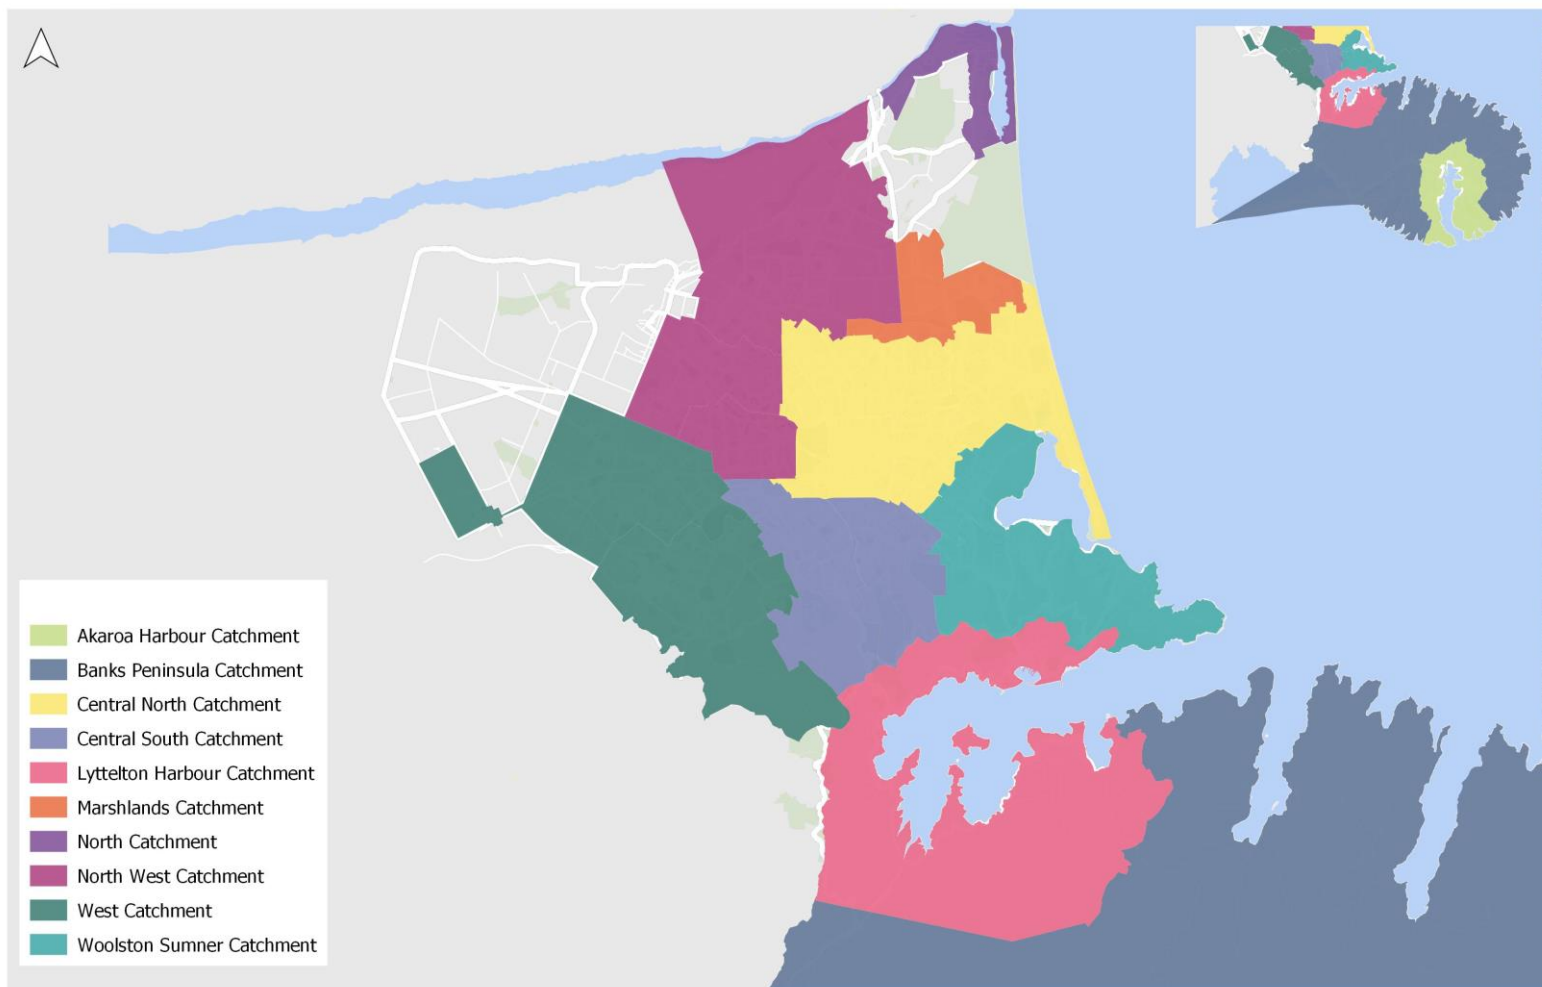 Akaroa Harbour Catchment
Banks Peninsula Catchment
Central North Catchment
Central South Catchment
Lyttelton Harbour Catchment
Marshlands Catchment
North Catchment
North West Catchment
West Catchment
Woolston Sumner Catchment